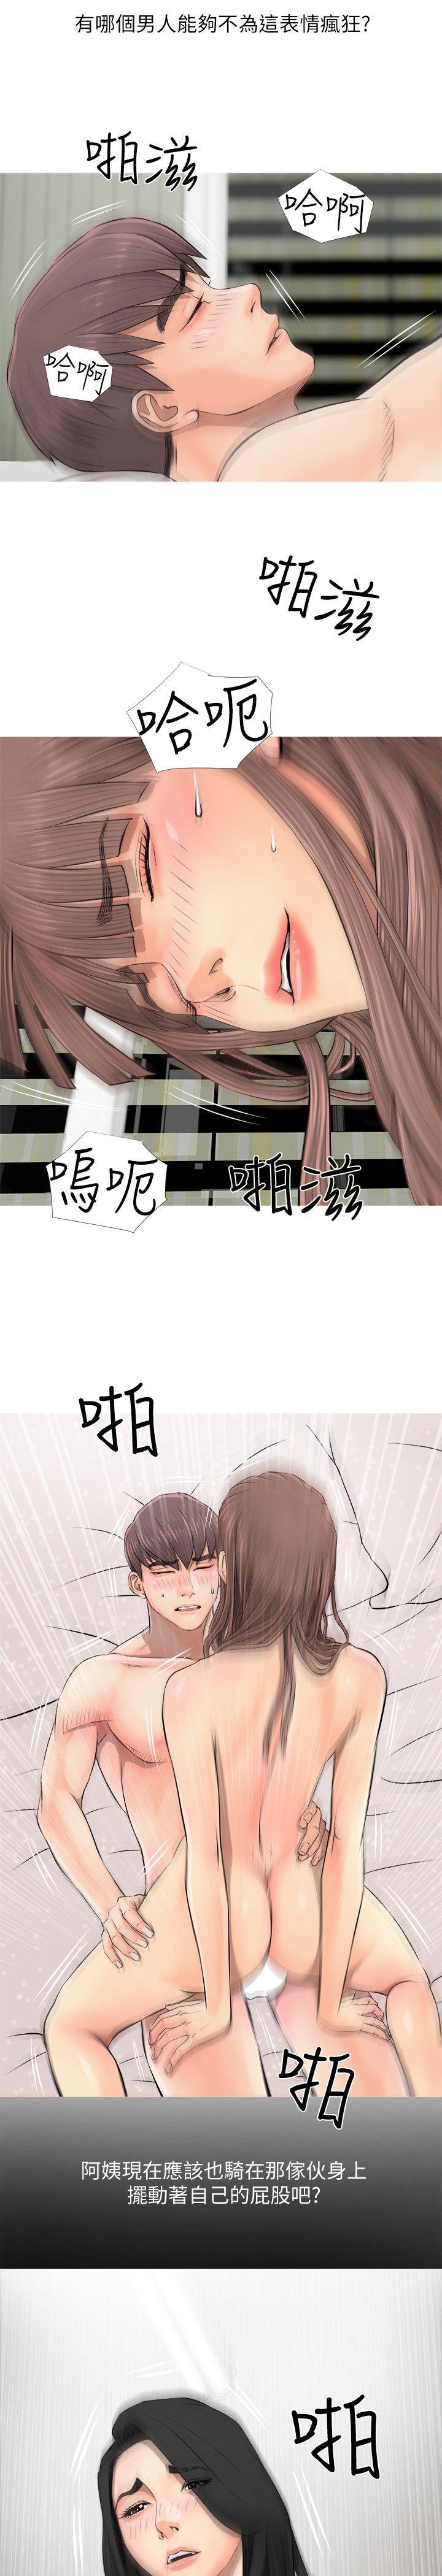 有哪個男人能夠不為這表情瘋狂?
啪滋
哈啊
哈啊
啪滋
哈呃
嗚呃
啪滋
啪
啪
阿姨現在應該也騎在那傢伙身上
擺動著自己的屁股吧?
啪